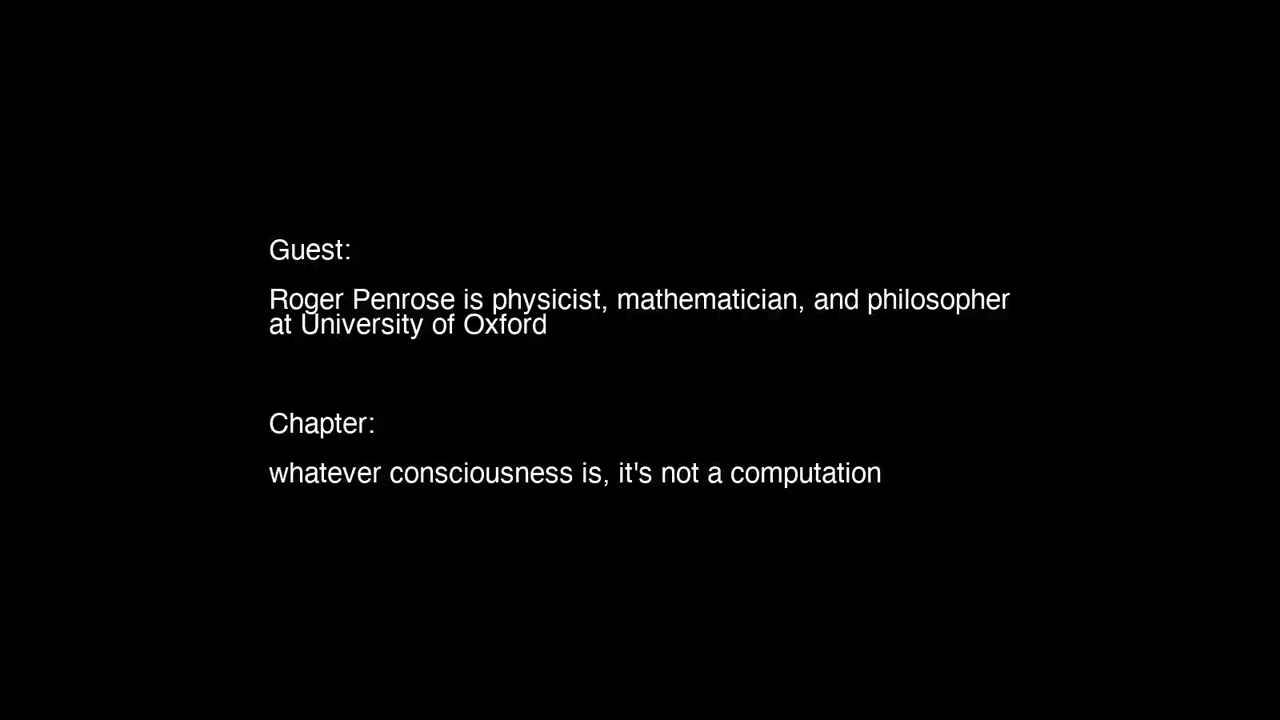 Guest:
Roger Penrose is physicist, mathematician, and philosopher
at University of Oxford
Chapter:
whatever consciousness is, it's not a computation